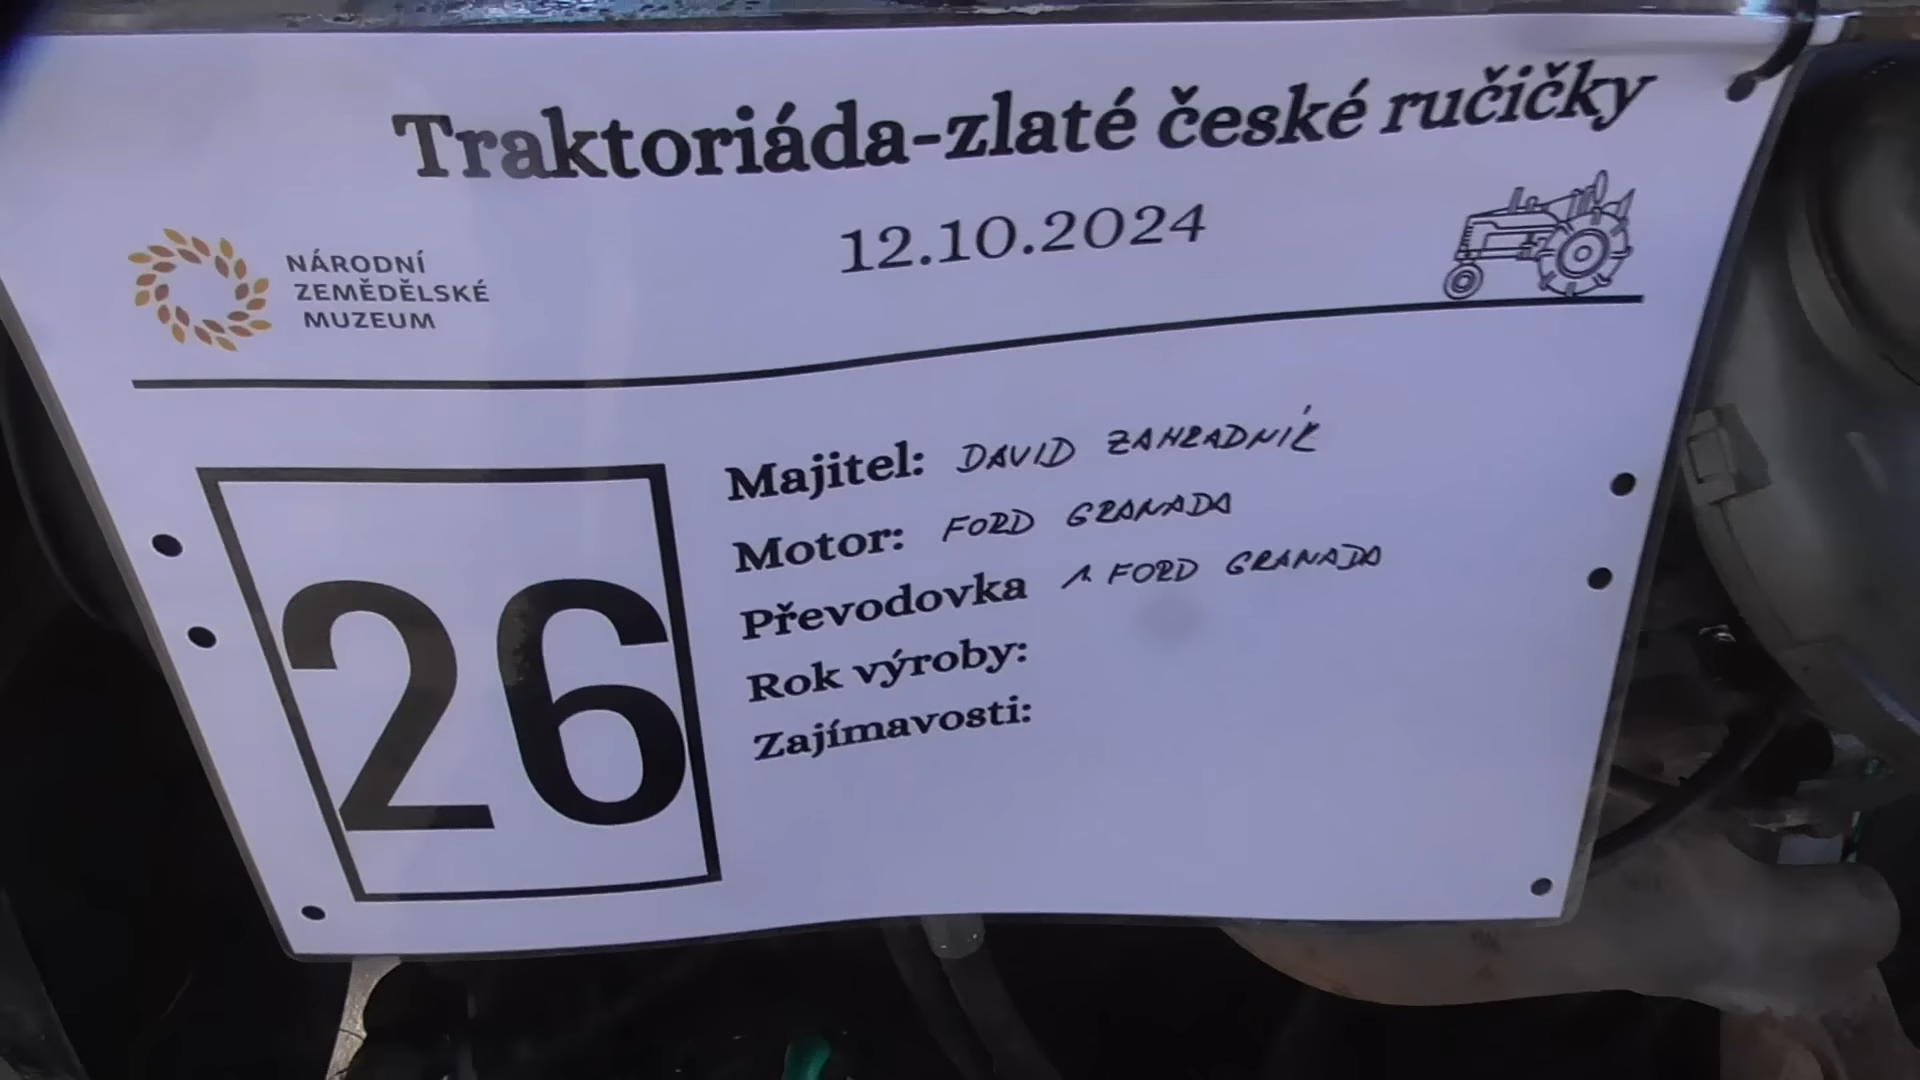 Traktoriáda-zlaté české ručičky
12.10.2024
NÁRODNÍ
ZEMĚDĚLSKÉ
MUZEUM
26
Majitel: DAVID ZAHRADNÍK
Motor: FORD GRANADA
Převodovka 1. FORD GRANADA
Rok výroby:
Zajímavosti: